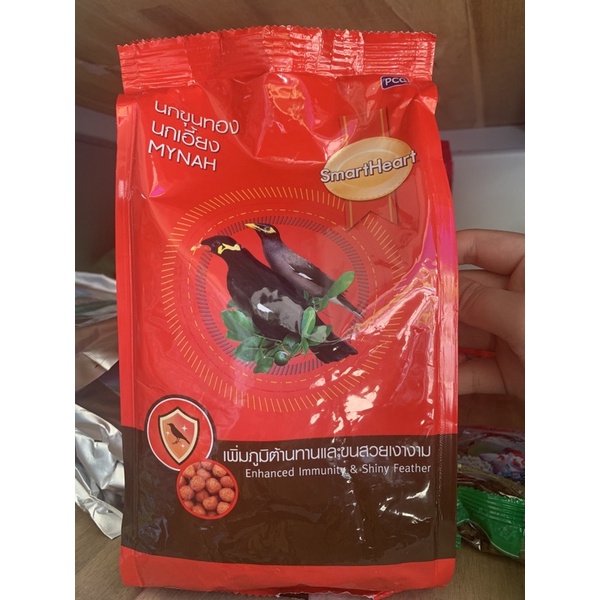 PCG
นกขุนทอง
นกเอี้ยง
MYNAH
SmartHeart
เพิ่มภูมิต้านทานและขนสวยเงางาม
Enhanced Immunity & Shiny Feather